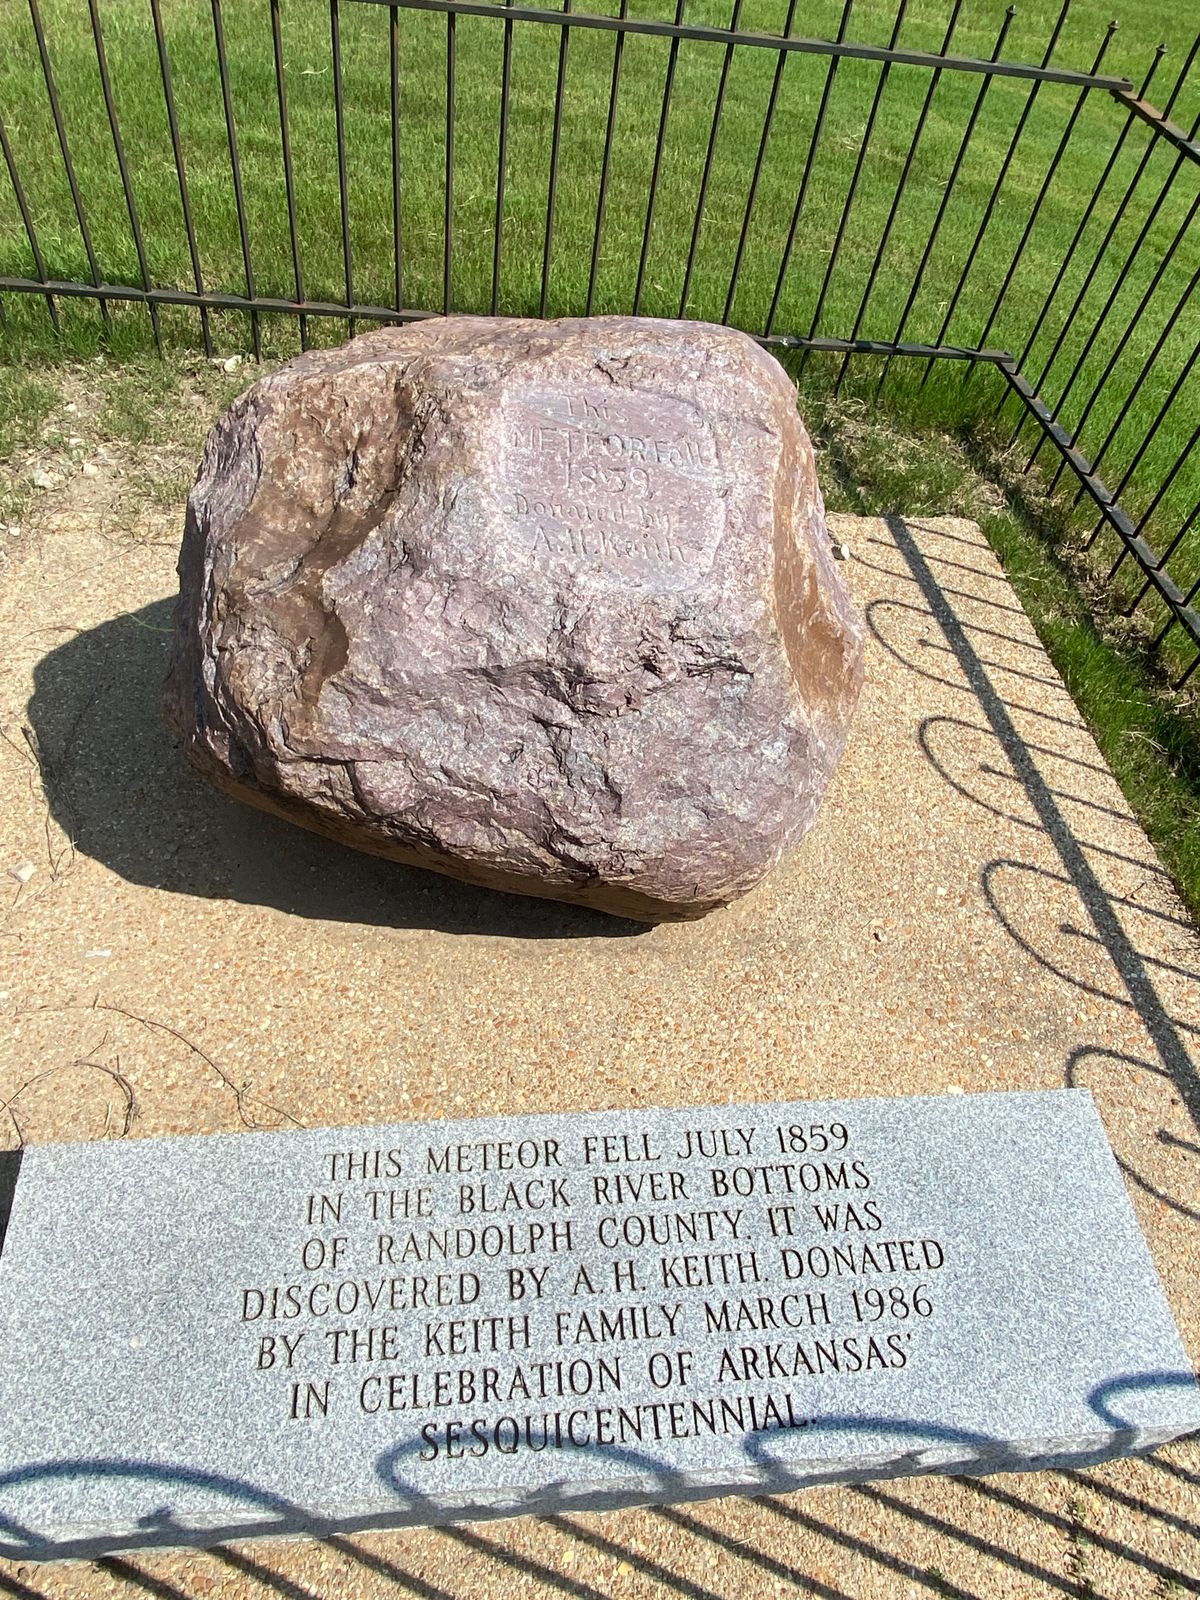 This
METEOR Fall
1859
Donated by
A.H. Keith
THIS METEOR FELL JULY 1859
IN THE BLACK RIVER BOTTOMS
OF RANDOLPH COUNTY. IT WAS
DISCOVERED BY A. H. KEITH. DONATED
BY THE KEITH FAMILY MARCH 1986
IN CELEBRATION OF ARKANSAS'
SESQUICENTENNIAL.